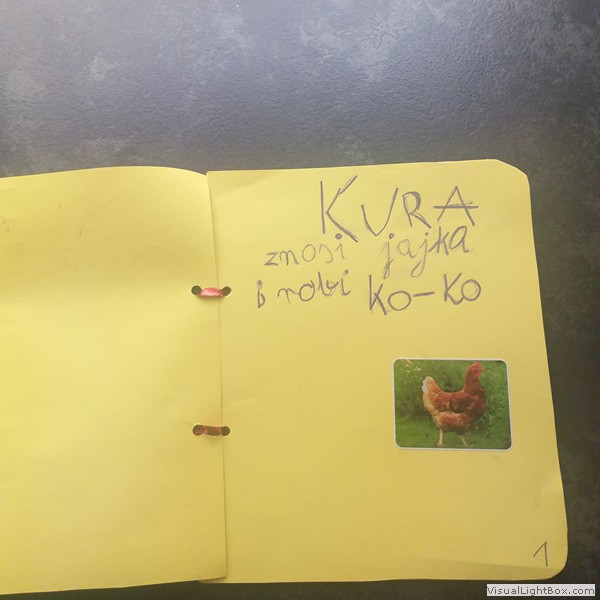 KURA
znosi jajka
i robi KO-KO
1
VisualLightBox.com